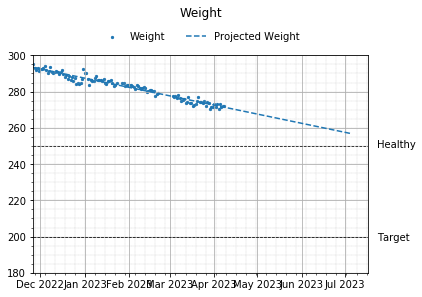 Weight
Weight
Projected Weight
300
280
260
240
220
200
180
Healthy
Target
Dec 2022
Jan 2023
Feb 2023
Mar 2023
Apr 2023
May 2023
Jun 2023
Jul 2023